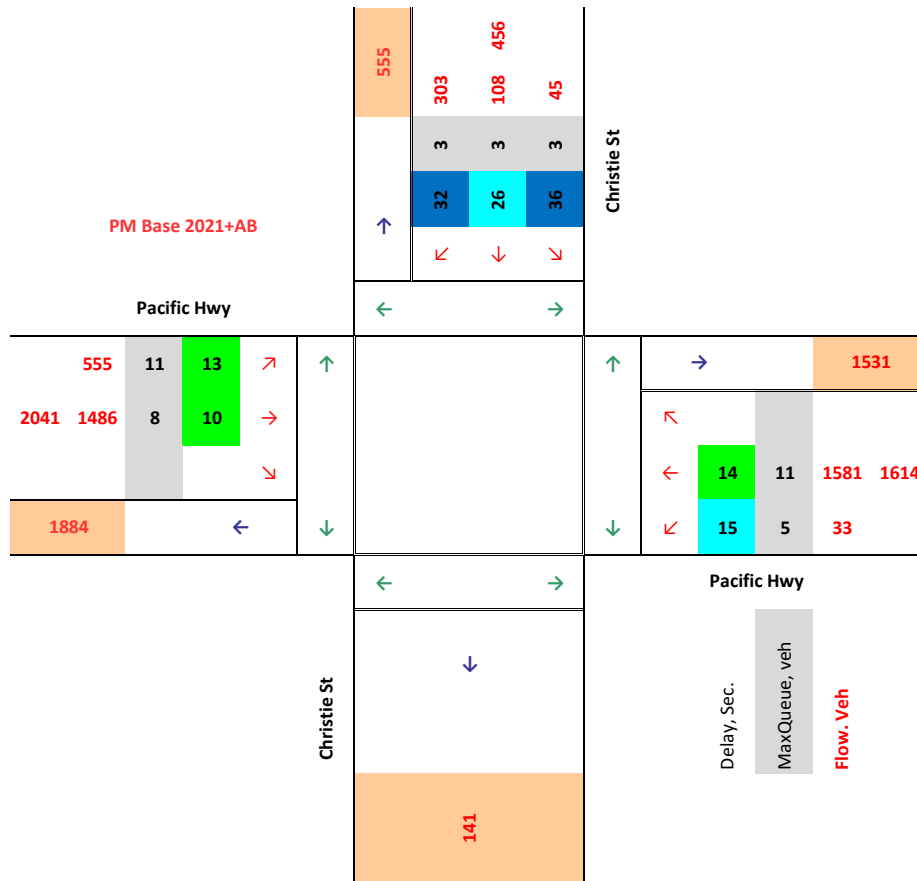 555
456
303 108 45
3 3 3
32 26 36
Christie St
PM Base 2021+AB
↑ ↙ ↓ ↘
Pacific Hwy
← →
555 11 13 ↗ ↑ ↑ → 1531
2041 1486 8 10 →
↖
↘
← 14 11 1581 1614
1884 ← ↓ ↓ ↙ 15 5 33
← →
Pacific Hwy
↓
Christie St
Delay, Sec.
MaxQueue, veh
Flow. Veh
141